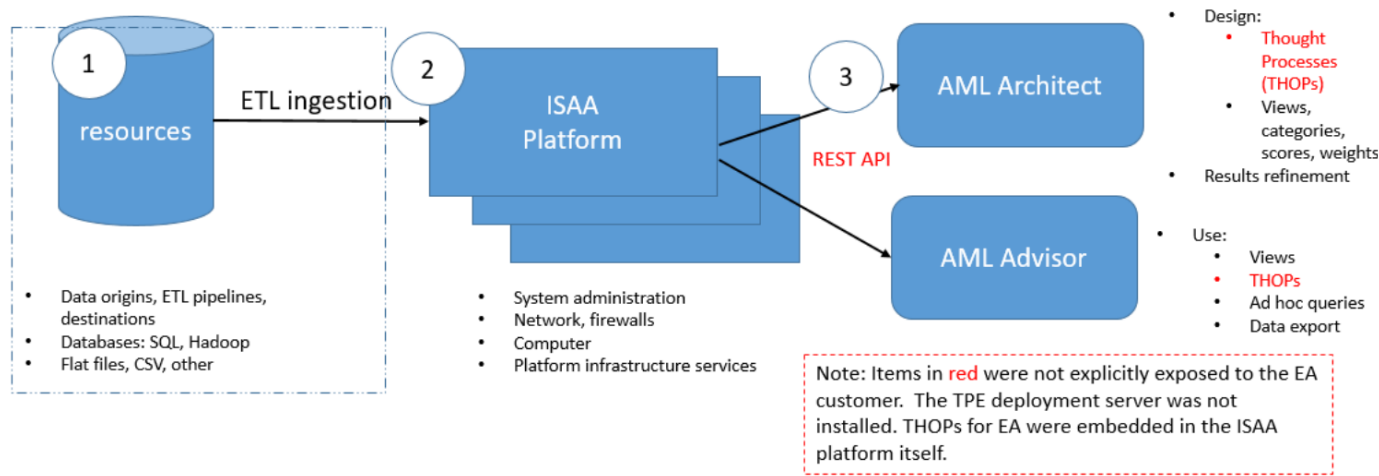 1
resources
ETL ingestion
• Data origins, ETL pipelines,
destinations
• Databases: SQL, Hadoop
• Flat files, CSV, other
2
ISAA
Platform
• System administration
• Network, firewalls
• Computer
• Platform infrastructure services
3
REST API
AML Architect
• Design:
• Thought
Processes
(THOPs)
• Views,
categories,
scores, weights
• Results refinement
AML Advisor
• Use:
• Views
• THOPs
• Ad hoc queries
• Data export
Note: Items in red were not explicitly exposed to the EA
customer. The TPE deployment server was not
installed. THOPs for EA were embedded in the ISAA
platform itself.